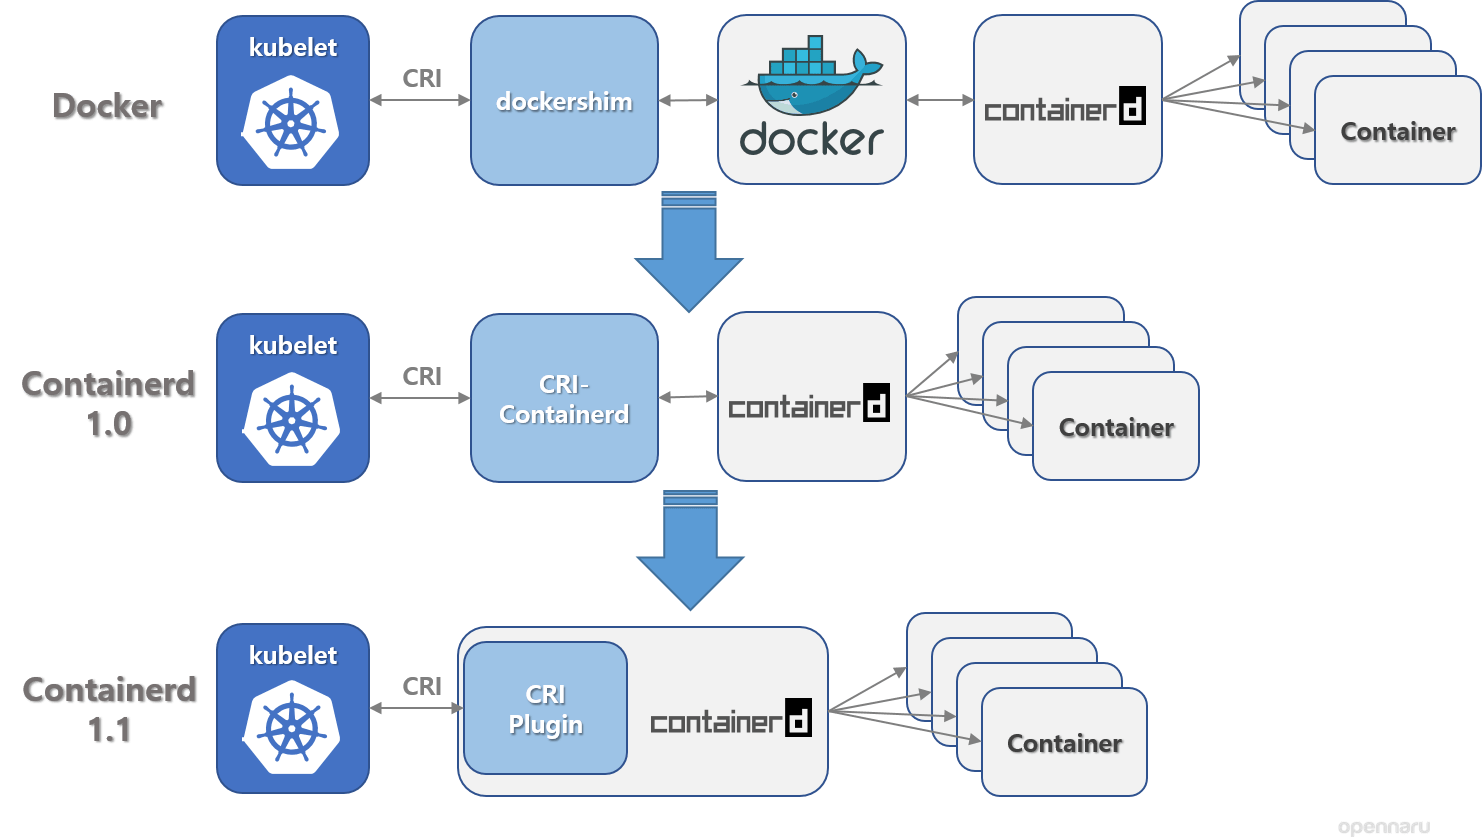 Docker
kubelet
CRI
dockershim
docker
containerd
Container
Containerd
1.0
kubelet
CRI
CRI-
Containerd
containerd
Container
Containerd
1.1
kubelet
CRI
CRI
Plugin
containerd
Container
opennaru